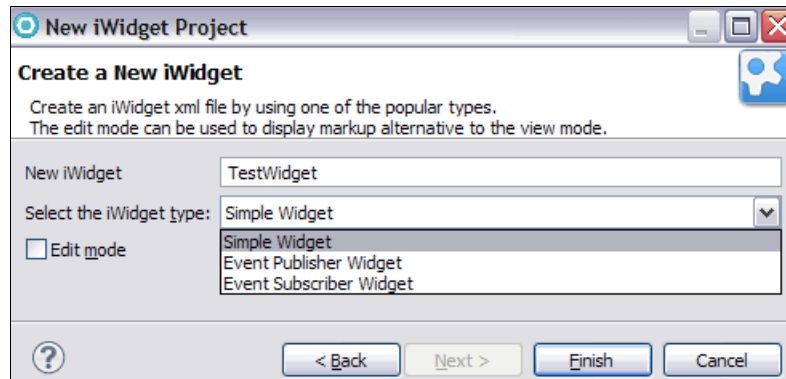 New iWidget Project
Create a New iWidget
Create an iWidget xml file by using one of the popular types.
The edit mode can be used to display markup alternative to the view mode.
New iWidget TestWidget
Select the iWidget type: Simple Widget
Edit mode
Simple Widget
Event Publisher Widget
Event Subscriber Widget
? < Back Next > Finish Cancel